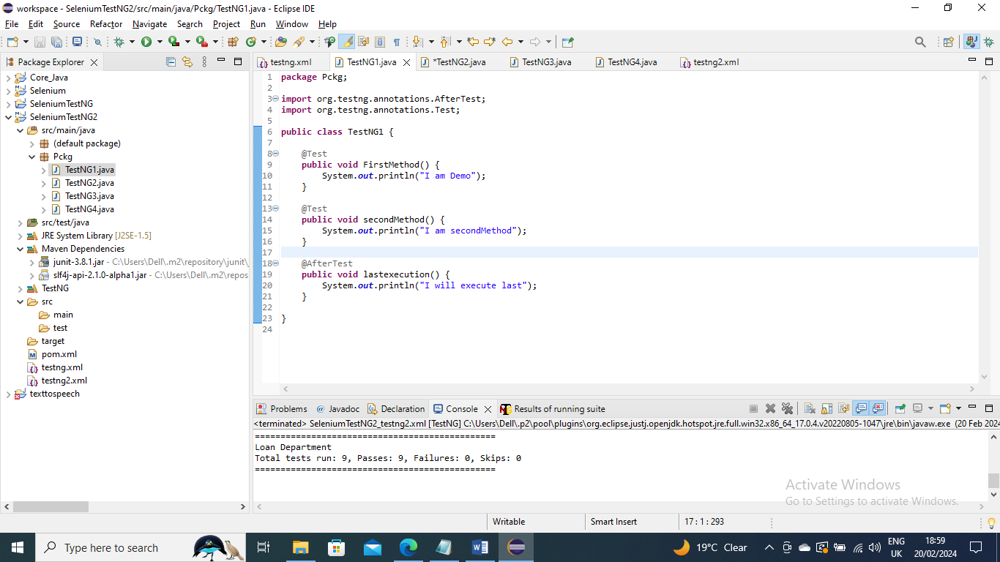 workspace - SeleniumTestNG2/src/main/java/Pckg/TestNG1.java - Eclipse IDE
File Edit Source Refactor Navigate Search Project Run Window Help
Package Explorer
Core_Java
Selenium
SeleniumTestNG
SeleniumTestNG2
src/main/java
(default package)
Pckg
TestNG1.java
TestNG2.java
TestNG3.java
TestNG4.java
src/test/java
JRE System Library [J2SE-1.5]
Maven Dependencies
junit-3.8.1.jar - C:\Users\Dell\.m2\repository\junit\
slf4j-api-2.1.0-alpha1.jar - C:\Users\Dell\.m2\repos
TestNG
src
main
test
target
pom.xml
testng.xml
testng2.xml
texttospeech
testng.xml TestNG1.java *TestNG2.java TestNG3.java TestNG4.java testng2.xml
1 package Pckg;
2
3 import org.testng.annotations.AfterTest;
4 import org.testng.annotations.Test;
5
6 public class TestNG1 {
7
8 @Test
9 public void FirstMethod() {
10 System.out.println("I am Demo");
11 }
12
13 @Test
14 public void secondMethod() {
15 System.out.println("I am secondMethod");
16 }
17
18 @AfterTest
19 public void lastexecution() {
20 System.out.println("I will execute last");
21 }
22
23 }
24
Problems @ Javadoc Declaration Console Results of running suite
<terminated> SeleniumTestNG2_testng2.xml [TestNG] C:\Users\Dell\.p2\pool\plugins\org.eclipse.justj.openjdk.hotspot.jre.full.win32.x86_64_17.0.4.v20220805-1047\jre\bin\javaw.exe (20 Feb 2024
===============================================
Loan Department
Total tests run: 9, Passes: 9, Failures: 0, Skips: 0
===============================================
Activate Windows
Go to Settings to activate Windows.
Writable Smart Insert 17 : 1 : 293
Type here to search
19°C Clear
ENG
UK
18:59
20/02/2024